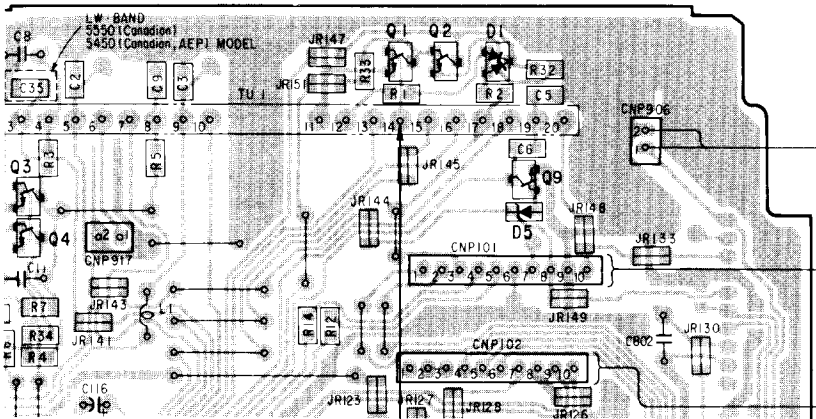 LW BAND
5550 (Canadian)
5450 (Canadian, AEP) MODEL
C8
JR147
Q1
Q2
D1
R33
R32
C35
C2
C9
C3
JR151
TU1
R1
R2
C5
CNP906
3 4 5 6 7 8 9 10
11 12 13 14 15 16 17 18 19 20
2
1
R3
R5
C6
JR145
Q3
Q9
JR144
JR148
Q4
D5
2
CNP917
CNP101
JR133
C11
1 2 3 4 5 6 7 8 9 10
JR143
L1
R7
JR149
JR141
R14
R12
C802
JR130
R34
R6
R4
CNP102
1 2 3 4 5 6 7 8 9 10
C116
JR123
JR127
JR128
JR126